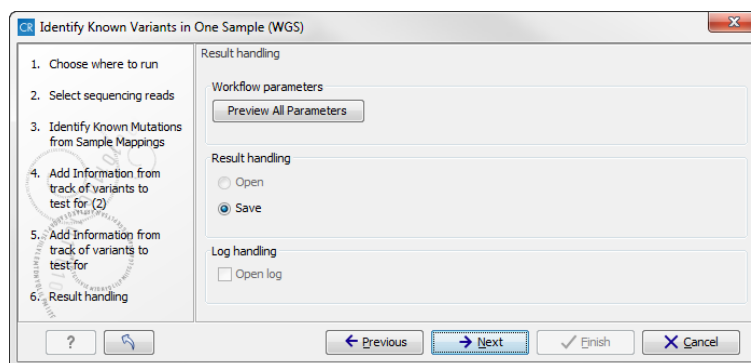 CR Identify Known Variants in One Sample (WGS)
x
1. Choose where to run
2. Select sequencing reads
3. Identify Known Mutations
from Sample Mappings
4. Add Information from
track of variants to
test for (2)
5. Add Information from
track of variants to
test for
6. Result handling
Result handling
Workflow parameters
Preview All Parameters
Result handling
Open
Save
Log handling
Open log
? Previous Next Finish Cancel